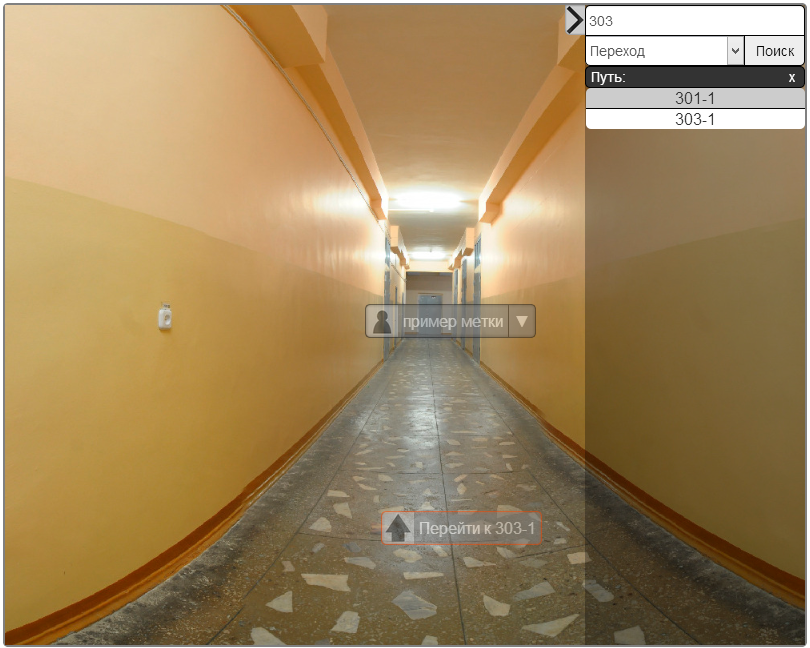 303
Переход
Поиск
Путь:
x
301-1
303-1
пример метки
Перейти к 303-1